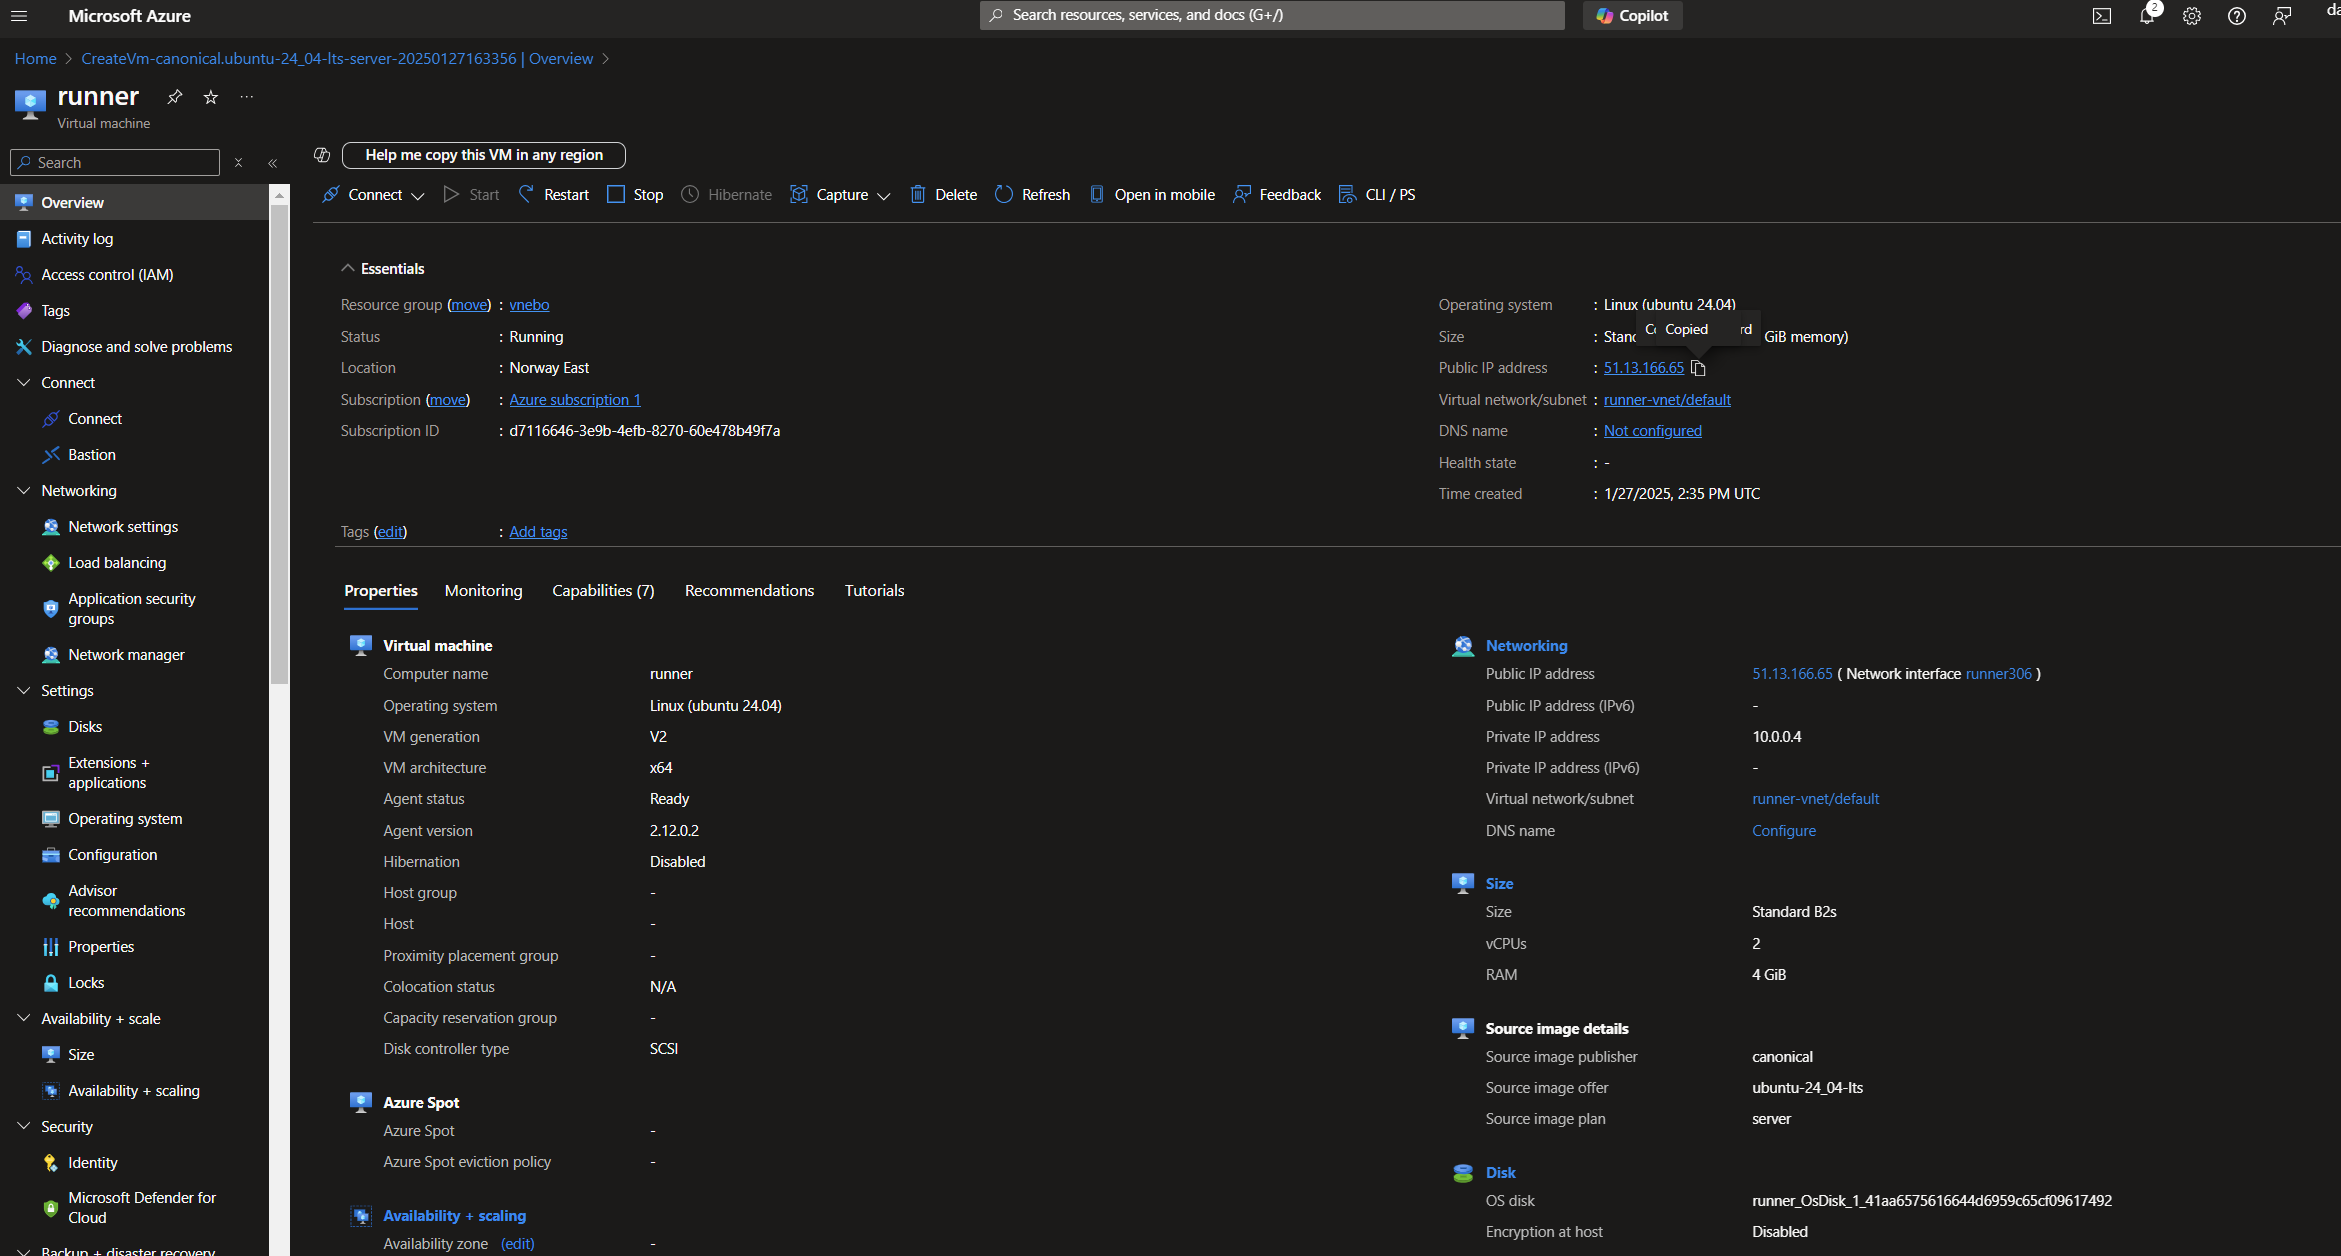 Microsoft Azure
Search resources, services, and docs (G+/)
Copilot
2
da
Home > CreateVm-canonical.ubuntu-24_04-lts-server-20250127163356 | Overview >
runner
Virtual machine
Search
Overview
Activity log
Access control (IAM)
Tags
Diagnose and solve problems
Connect
Connect
Bastion
Networking
Network settings
Load balancing
Application security
groups
Network manager
Settings
Disks
Extensions +
applications
Operating system
Configuration
Advisor
recommendations
Properties
Locks
Availability + scale
Size
Availability + scaling
Security
Identity
Microsoft Defender for
Cloud
Backup + disaster recovery
Help me copy this VM in any region
Connect Start Restart Stop Hibernate Capture Delete Refresh Open in mobile Feedback CLI / PS
Essentials
Resource group (move) : vnebo
Status : Running
Location : Norway East
Subscription (move) : Azure subscription 1
Subscription ID : d7116646-3e9b-4efb-8270-60e478b49f7a
Operating system : Linux (ubuntu 24.04)
Copied
Size : GiB memory)
Public IP address : 51.13.166.65
Virtual network/subnet : runner-vnet/default
DNS name : Not configured
Health state : -
Time created : 1/27/2025, 2:35 PM UTC
Tags (edit) : Add tags
Properties Monitoring Capabilities (7) Recommendations Tutorials
Virtual machine
Computer name runner
Operating system Linux (ubuntu 24.04)
VM generation V2
VM architecture x64
Agent status Ready
Agent version 2.12.0.2
Hibernation Disabled
Host group -
Host -
Proximity placement group -
Colocation status N/A
Capacity reservation group -
Disk controller type SCSI
Azure Spot
Azure Spot -
Azure Spot eviction policy -
Availability + scaling
Availability zone (edit) -
Networking
Public IP address 51.13.166.65 ( Network interface runner306 )
Public IP address (IPv6) -
Private IP address 10.0.0.4
Private IP address (IPv6) -
Virtual network/subnet runner-vnet/default
DNS name Configure
Size
Size Standard B2s
vCPUs 2
RAM 4 GiB
Source image details
Source image publisher canonical
Source image offer ubuntu-24_04-lts
Source image plan server
Disk
OS disk runner_OsDisk_1_41aa6575616644d6959c65cf09617492
Encryption at host Disabled